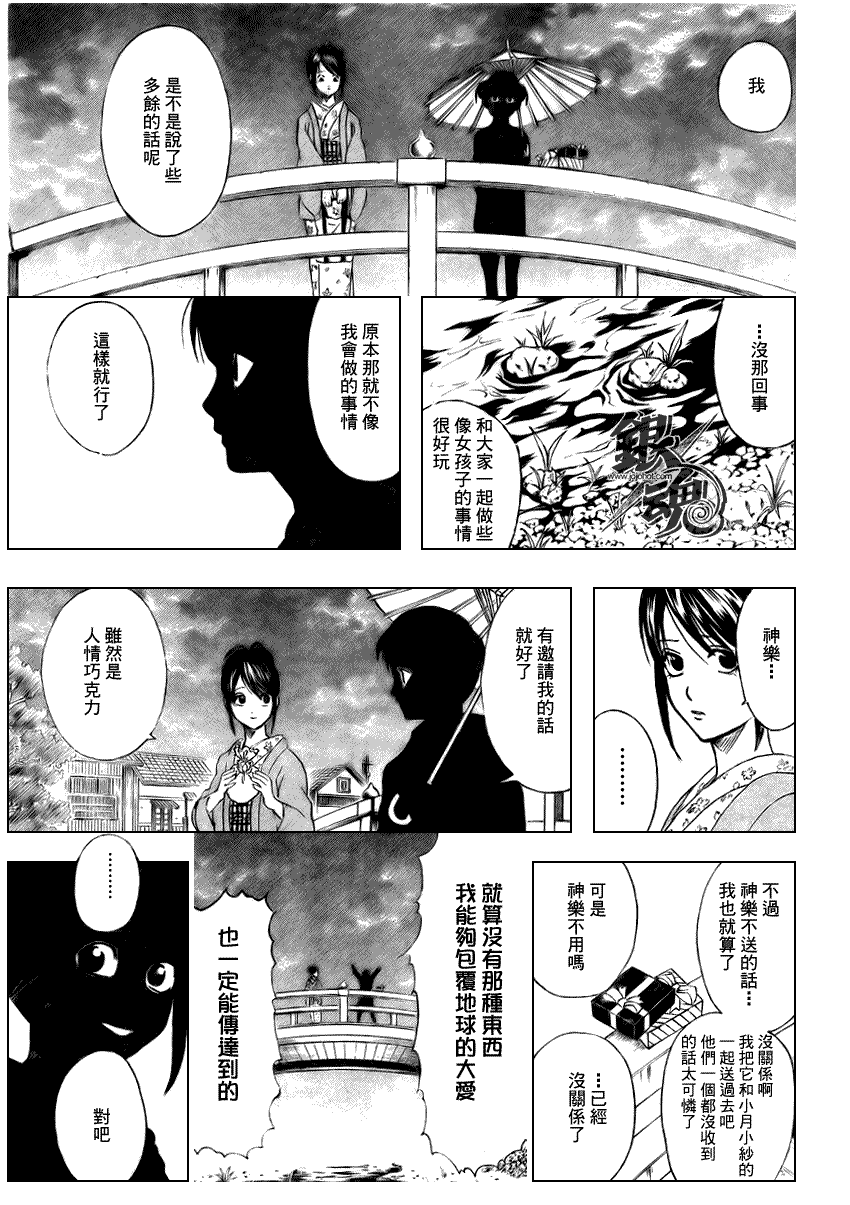 我
是不是說了些
多餘的話呢
…沒那回事
銀魂
www.jojohot.com
和大家一起做些
像女孩子的事情
很好玩
原本那就不像
我會做的事情
這樣就行了
神樂…
………
有邀請我的話
就好了
雖然是
人情巧克力
不過
神樂不送的話…
我也就算了
沒關係啊
我把它和小月小紗的
一起送過去吧
他們一個都沒收到
的話太可憐了
可是
神樂不用嗎
…已經
沒關係了
就算沒有那種東西
我能夠包覆地球的大愛
也一定能傳達到的
………
對吧